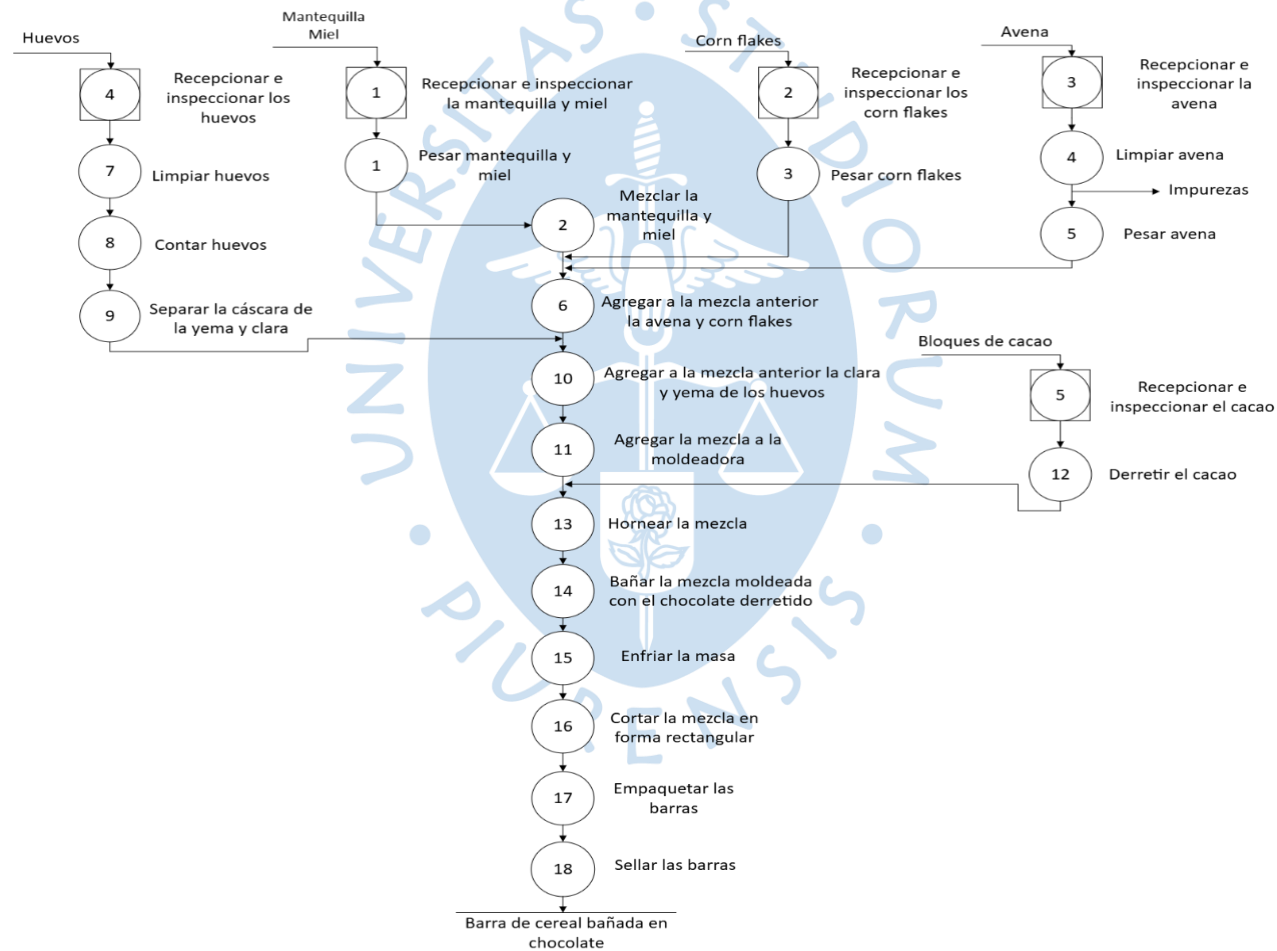 Huevos
4
Recepcionar e
inspeccionar los
huevos
7
Limpiar huevos
8
Contar huevos
9
Separar la cáscara de
la yema y clara
Mantequilla
Miel
1
Recepcionar e inspeccionar
la mantequilla y miel
1
Pesar mantequilla y
miel
2
Mezclar la
mantequilla y
miel
Corn flakes
2
Recepcionar e
inspeccionar los
corn flakes
3
Pesar corn flakes
Avena
3
Recepcionar e
inspeccionar la
avena
4
Limpiar avena
Impurezas
5
Pesar avena
6
Agregar a la mezcla anterior
la avena y corn flakes
10
Agregar a la mezcla anterior la clara
y yema de los huevos
11
Agregar la mezcla a la
moldeadora
Bloques de cacao
5
Recepcionar e
inspeccionar el cacao
12
Derretir el cacao
13
Hornear la mezcla
14
Bañar la mezcla moldeada
con el chocolate derretido
15
Enfriar la masa
16
Cortar la mezcla en
forma rectangular
17
Empaquetar las
barras
18
Sellar las barras
Barra de cereal bañada en
chocolate
UNIVERSITAS • STUDIORUM • PIURENSIS •